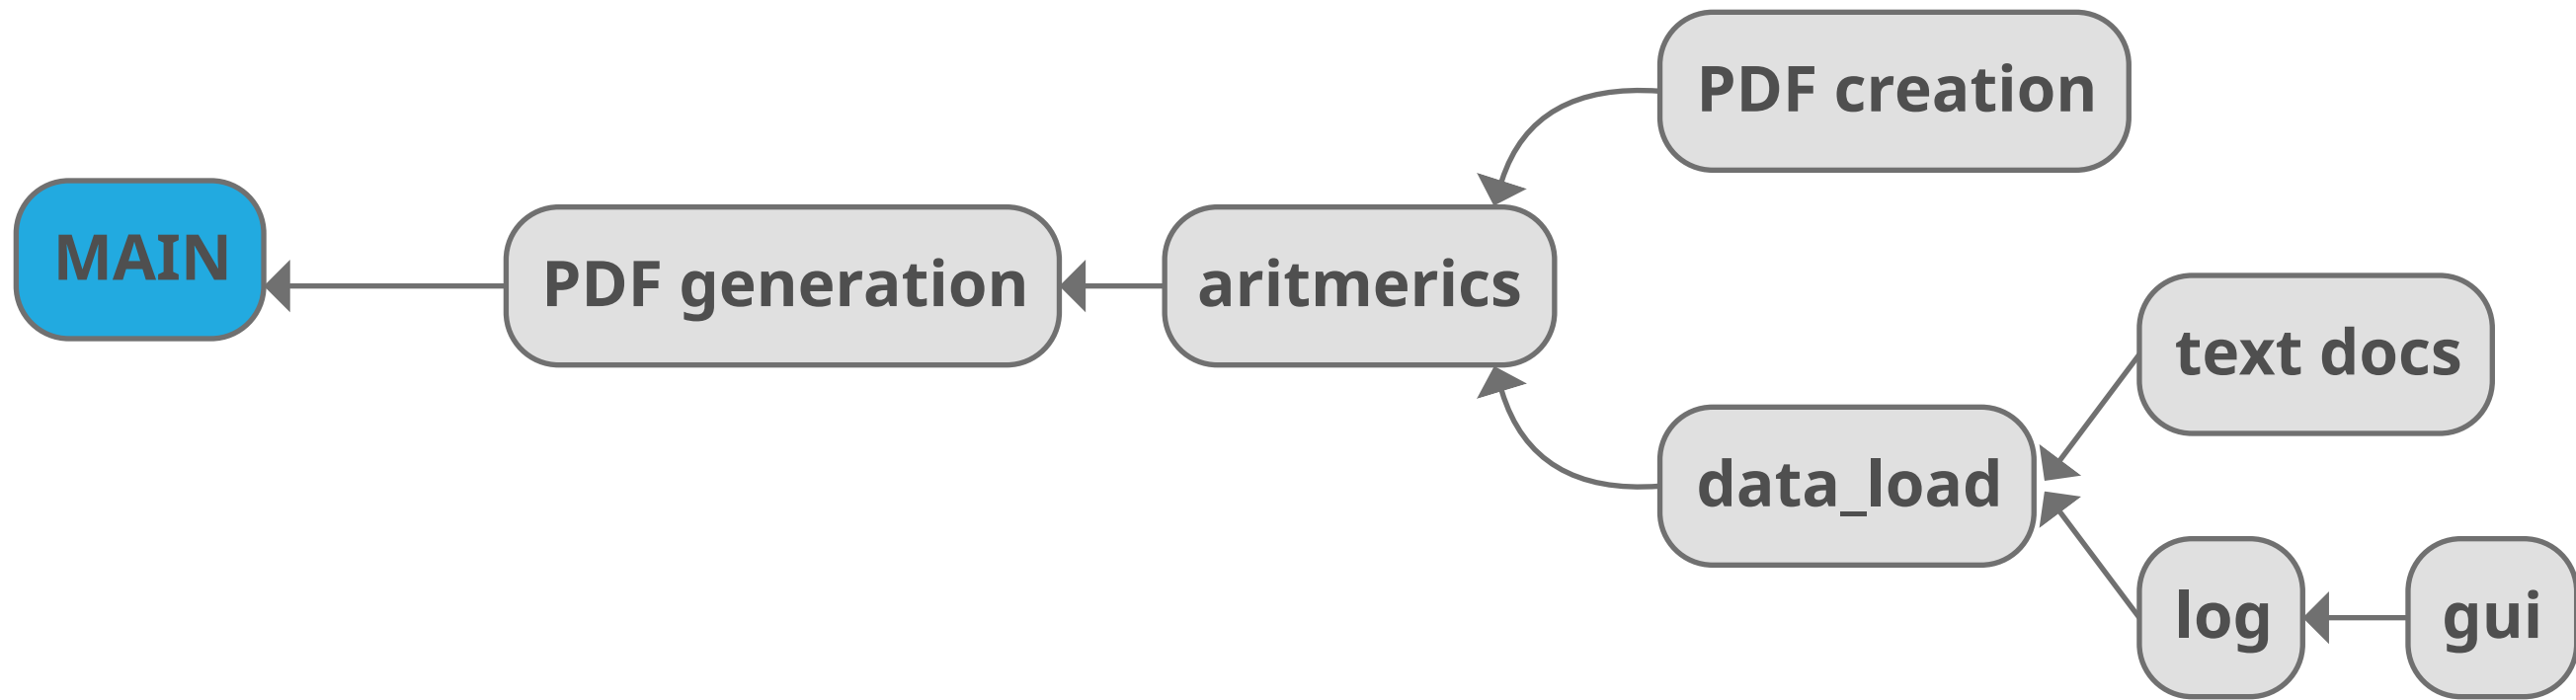 PDF creation
MAIN
PDF generation
aritmerics
text docs
data_load
log
gui